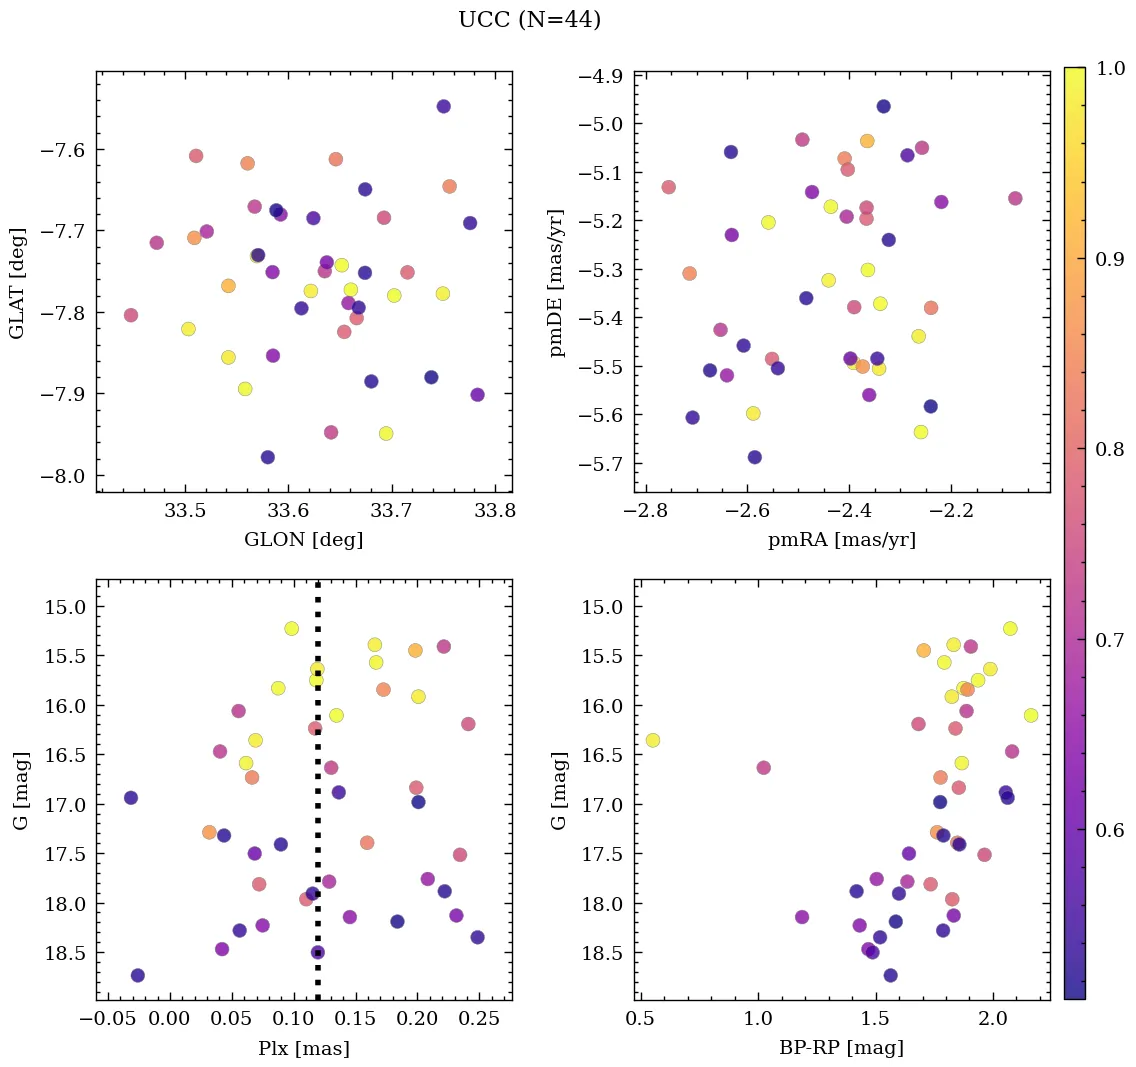 UCC (N=44)
−7.6
−7.7
−7.8
−7.9
−8.0
GLAT [deg]
33.5 33.6 33.7 33.8
GLON [deg]
−4.9
−5.0
−5.1
−5.2
−5.3
−5.4
−5.5
−5.6
−5.7
pmDE [mas/yr]
−2.8 −2.6 −2.4 −2.2
pmRA [mas/yr]
1.0
0.9
0.8
0.7
0.6
15.0
15.5
16.0
16.5
17.0
17.5
18.0
18.5
G [mag]
−0.05 0.00 0.05 0.10 0.15 0.20 0.25
Plx [mas]
15.0
15.5
16.0
16.5
17.0
17.5
18.0
18.5
G [mag]
0.5 1.0 1.5 2.0
BP-RP [mag]